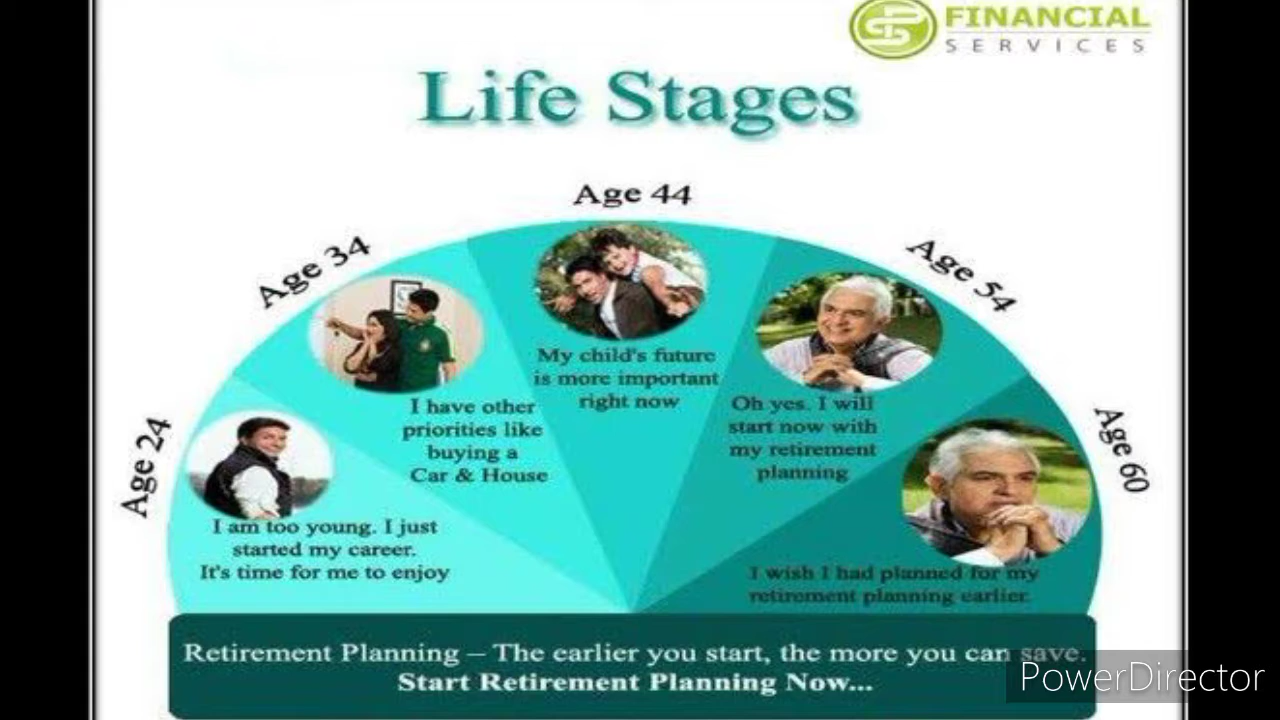 FINANCIAL
SERVICES
Life Stages
Age 24
I am too young. I just
started my career.
It's time for me to enjoy
Age 34
I have other
priorities like
buying a
Car & House
Age 44
My child's future
is more important
right now
Age 54
Oh yes. I will
start now with
my retirement
planning
Age 60
I wish I had planned for my
retirement planning earlier.
Retirement Planning – The earlier you start, the more you can save.
Start Retirement Planning Now...
PowerDirector